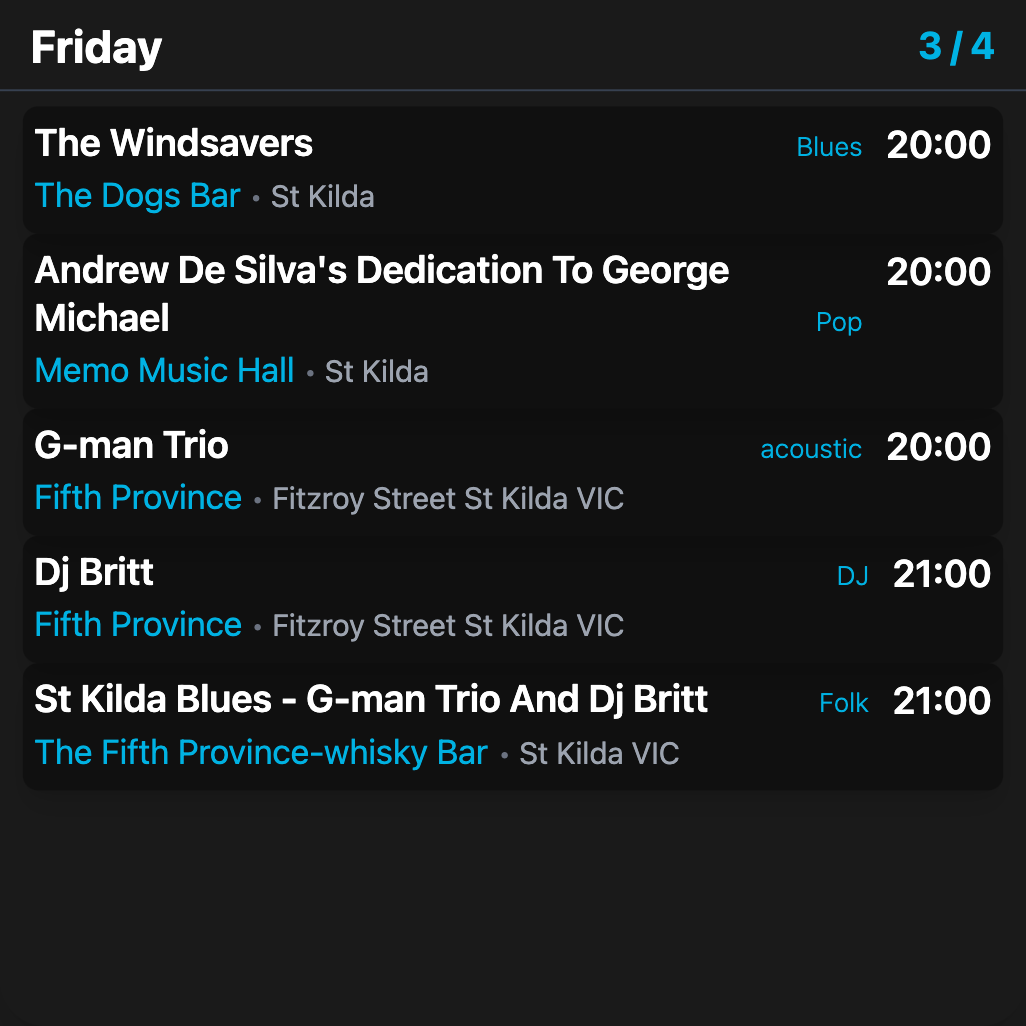 Friday 3 / 4
The Windsavers Blues 20:00
The Dogs Bar • St Kilda
Andrew De Silva's Dedication To George 20:00
Michael Pop
Memo Music Hall • St Kilda
G-man Trio acoustic 20:00
Fifth Province • Fitzroy Street St Kilda VIC
Dj Britt DJ 21:00
Fifth Province • Fitzroy Street St Kilda VIC
St Kilda Blues - G-man Trio And Dj Britt Folk 21:00
The Fifth Province-whisky Bar • St Kilda VIC